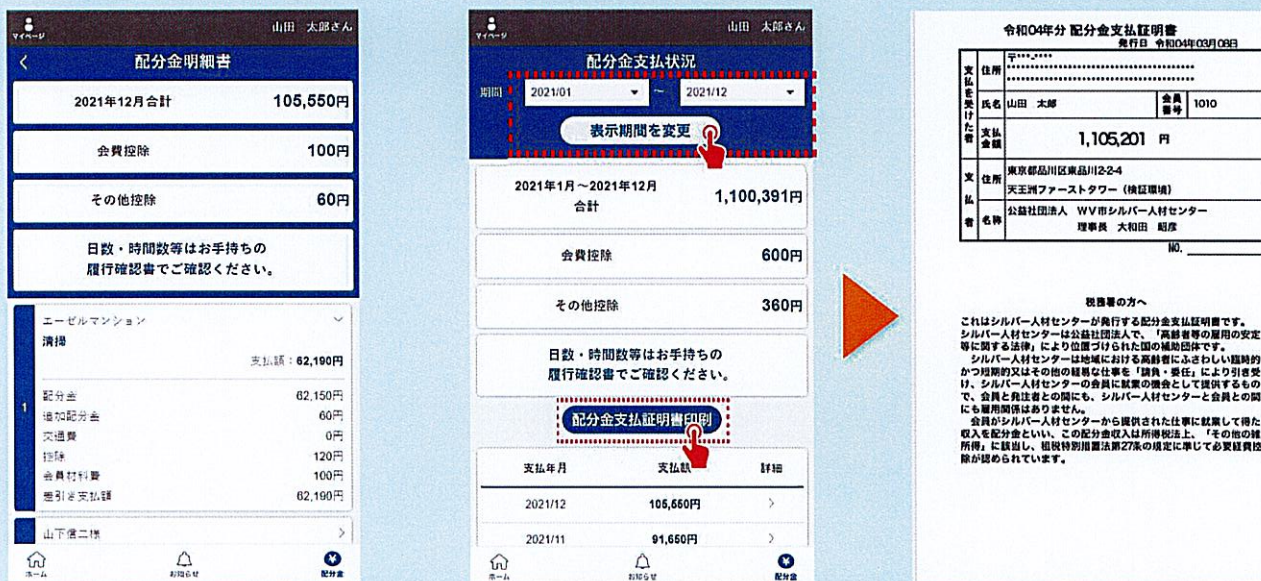 マイページ
山田 太郎さん
配分金明細書
2021年12月合計 105,550円
会費控除 100円
その他控除 60円
日数・時間数等はお手持ちの
履行確認書でご確認ください。
1
エーゼルマンション
清掃
支払額：62,190円
配分金 62,150円
追加配分金 60円
交通費 0円
控除 120円
会員材料費 100円
差引き支払額 62,190円
山下信二様
ホーム お知らせ 配分金
マイページ
山田 太郎さん
配分金支払状況
期間 2021/01 ～ 2021/12
表示期間を変更
2021年1月～2021年12月
合計 1,100,391円
会費控除 600円
その他控除 360円
日数・時間数等はお手持ちの
履行確認書でご確認ください。
配分金支払証明書印刷
支払年月 支払額 詳細
2021/12 105,550円
2021/11 91,650円
ホーム お知らせ 配分金
令和04年分 配分金支払証明書
発行日 令和04年03月08日
支払を受けた者
住所 〒***-****
氏名 山田 太郎 会員番号 1010
支払金額 1,105,201 円
支払者
住所 東京都品川区東品川2-2-4
天王洲ファーストタワー（検証環境）
名称 公益社団法人 WV市シルバー人材センター
理事長 大和田 昭彦
NO.
税務署の方へ
これはシルバー人材センターが発行する配分金支払証明書です。
シルバー人材センターは公益社団法人で、「高齢者等の雇用の安定
等に関する法律」により位置づけられた国の補助団体です。
シルバー人材センターは地域における高齢者にふさわしい臨時的
かつ短期的又はその他の軽易な仕事を「請負・委任」により引き受
け、シルバー人材センターの会員に就業の機会として提供するもの
で、会員と発注者との間にも、シルバー人材センターと会員との間
にも雇用関係はありません。
会員がシルバー人材センターから提供された仕事に就業して得た
収入を配分金といい、この配分金収入は所得税法上、「その他の雑
所得」に該当し、租税特別措置法第27条の規定に準じて必要経費控
除が認められています。